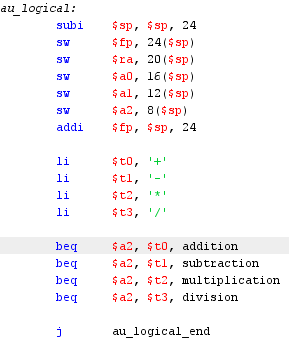 au_logical:
subi $sp, $sp, 24
sw $fp, 24($sp)
sw $ra, 20($sp)
sw $a0, 16($sp)
sw $a1, 12($sp)
sw $a2, 8($sp)
addi $fp, $sp, 24
li $t0, '+'
li $t1, '-'
li $t2, '*'
li $t3, '/'
beq $a2, $t0, addition
beq $a2, $t1, subtraction
beq $a2, $t2, multiplication
beq $a2, $t3, division
j au_logical_end